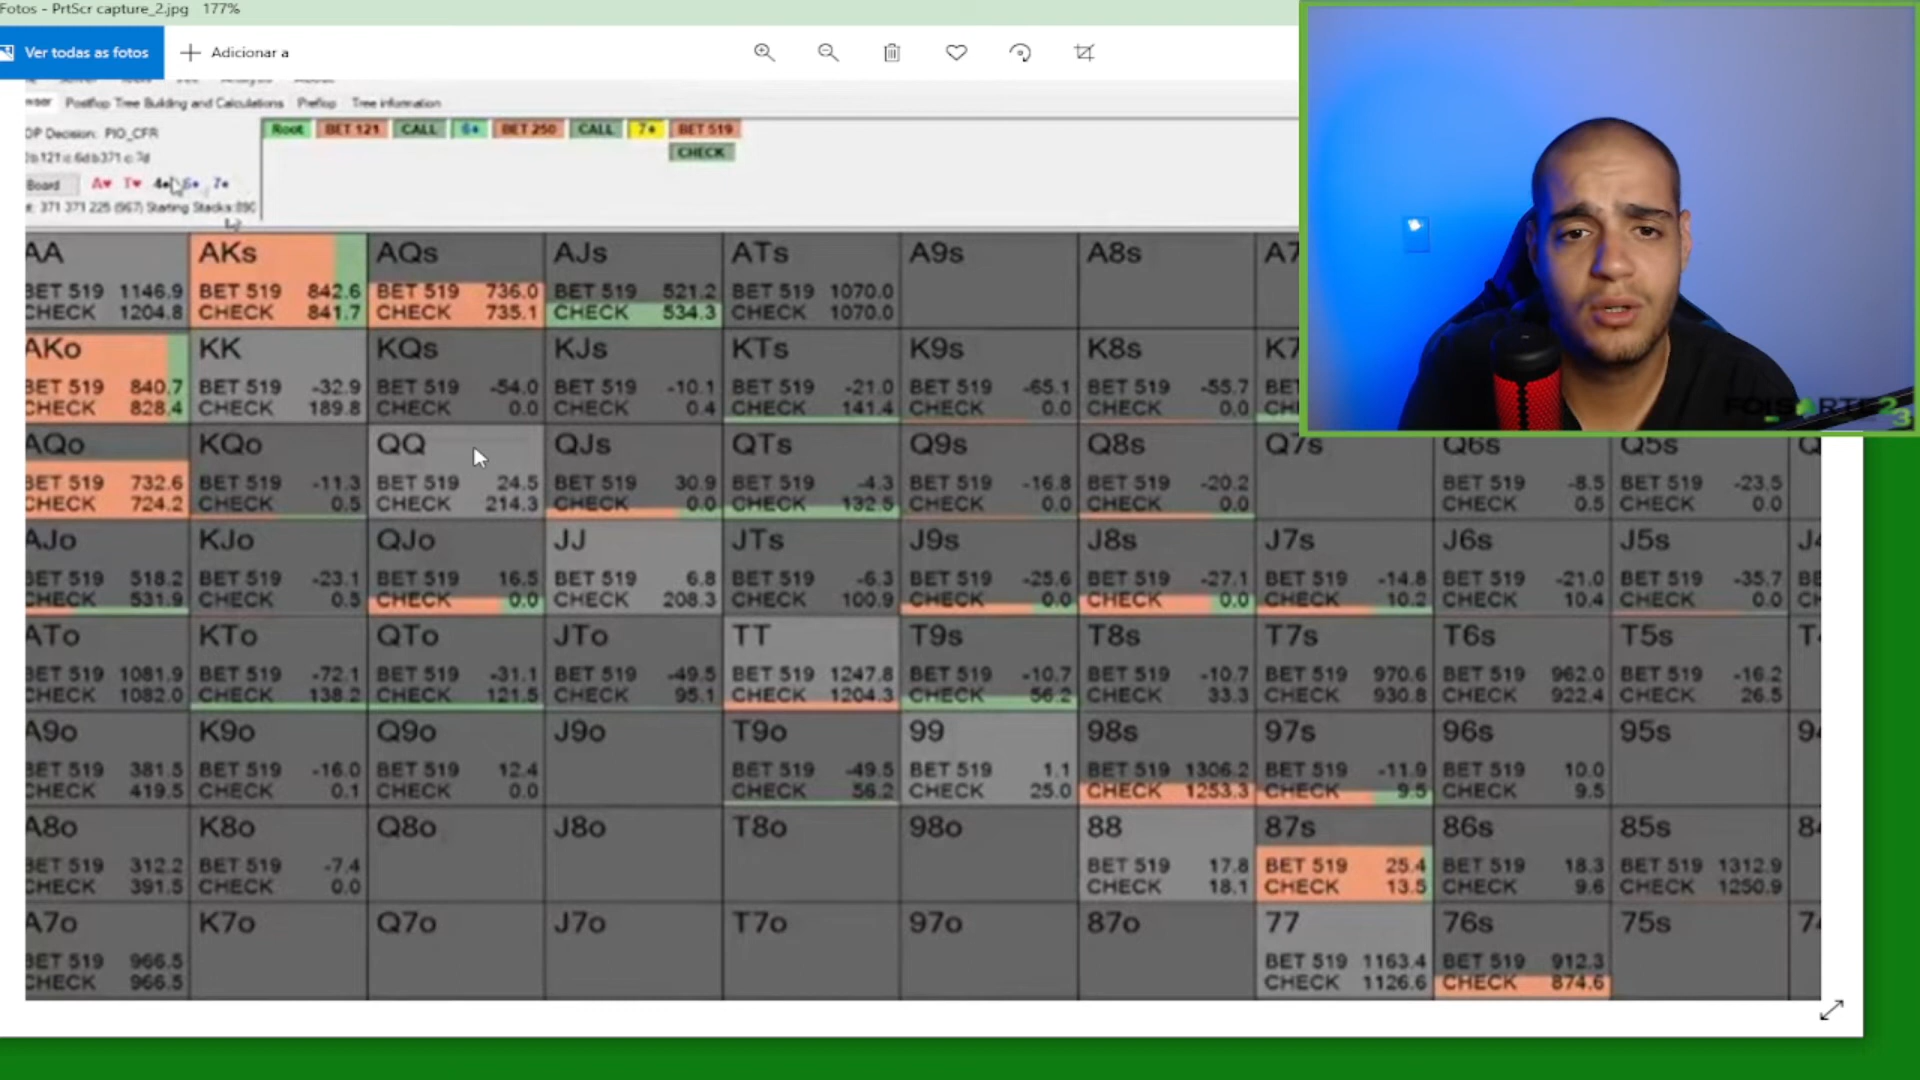 Fotos - PrtScr capture_2.jpg 177%
Ver todas as fotos
Adicionar a
Postflop Tree Building and Calculations Preflop Tree information
OP Decision: PIO_CFR
Root BET 121 CALL 6♦ BET 250 CALL 7♦ BET 519
CHECK
Board A♥ T♥ 4♠ 6♦ 7♦
371 371 225 (967) Starting Stacks:890
AA AKs AQs AJs ATs A9s A8s A7
BET 519 1146.9 BET 519 842.6 BET 519 736.0 BET 519 521.2 BET 519 1070.0
CHECK 1204.8 CHECK 841.7 CHECK 735.1 CHECK 534.3 CHECK 1070.0
AKo KK KQs KJs KTs K9s K8s K7
BET 519 840.7 BET 519 -32.9 BET 519 -54.0 BET 519 -10.1 BET 519 -21.0 BET 519 -65.1 BET 519 -55.7
CHECK 828.4 CHECK 189.8 CHECK 0.0 CHECK 0.4 CHECK 141.4 CHECK 0.0 CHECK 0.0
AQo KQo QQ QJs QTs Q9s Q8s Q7s Q6s Q5s
BET 519 732.6 BET 519 -11.3 BET 519 24.5 BET 519 30.9 BET 519 -4.3 BET 519 -16.8 BET 519 -20.2 BET 519 -8.5 BET 519 -23.5
CHECK 724.2 CHECK 0.5 CHECK 214.3 CHECK 0.0 CHECK 132.5 CHECK 0.0 CHECK 0.0 CHECK 0.5 CHECK 0.0
AJo KJo QJo JJ JTs J9s J8s J7s J6s J5s
BET 519 518.2 BET 519 -23.1 BET 519 16.5 BET 519 6.8 BET 519 -6.3 BET 519 -25.6 BET 519 -27.1 BET 519 -14.8 BET 519 -21.0 BET 519 -35.7
CHECK 531.9 CHECK 0.5 CHECK 0.0 CHECK 208.3 CHECK 100.9 CHECK 0.0 CHECK 0.0 CHECK 10.2 CHECK 10.4 CHECK 0.0
ATo KTo QTo JTo TT T9s T8s T7s T6s T5s
BET 519 1081.9 BET 519 -72.1 BET 519 -31.1 BET 519 -49.5 BET 519 1247.8 BET 519 -10.7 BET 519 -10.7 BET 519 970.6 BET 519 962.0 BET 519 -16.2
CHECK 1082.0 CHECK 138.2 CHECK 121.5 CHECK 95.1 CHECK 1204.3 CHECK 56.2 CHECK 33.3 CHECK 930.8 CHECK 922.4 CHECK 26.5
A9o K9o Q9o J9o T9o 99 98s 97s 96s 95s
BET 519 381.5 BET 519 -16.0 BET 519 12.4 BET 519 -49.5 BET 519 1.1 BET 519 1306.2 BET 519 -11.9 BET 519 10.0
CHECK 419.5 CHECK 0.1 CHECK 0.0 CHECK 56.2 CHECK 25.0 CHECK 1253.3 CHECK 9.5 CHECK 9.5
A8o K8o Q8o J8o T8o 98o 88 87s 86s 85s
BET 519 312.2 BET 519 -7.4 BET 519 17.8 BET 519 25.4 BET 519 18.3 BET 519 1312.9
CHECK 391.5 CHECK 0.0 CHECK 18.1 CHECK 13.5 CHECK 9.6 CHECK 1250.9
A7o K7o Q7o J7o T7o 97o 87o 77 76s 75s
BET 519 966.5 BET 519 1163.4 BET 519 912.3
CHECK 966.5 CHECK 1126.6 CHECK 874.6